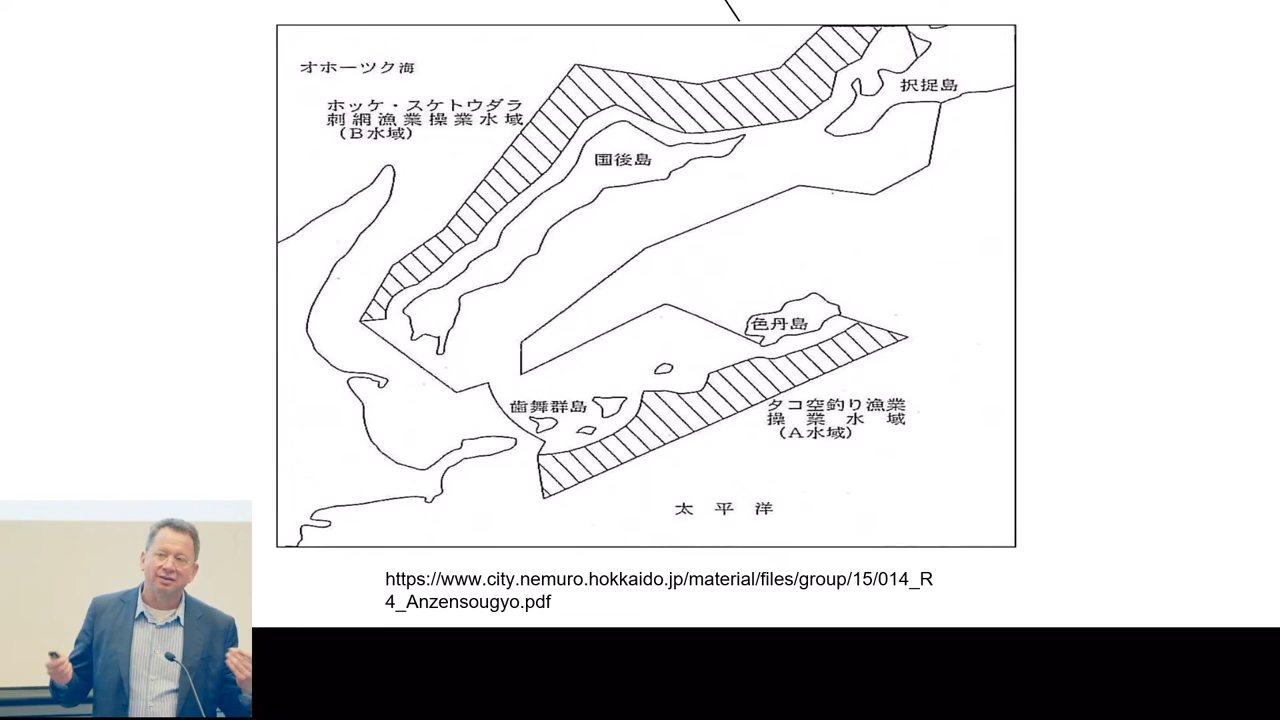 オホーツク海
択捉島
ホッケ・スケトウダラ
刺網漁業操業水域
(B水域)
国後島
色丹島
歯舞群島
タコ空釣り漁業
操業水域
(A水域)
太平洋
https://www.city.nemuro.hokkaido.jp/material/files/group/15/014_R
4_Anzensougyo.pdf